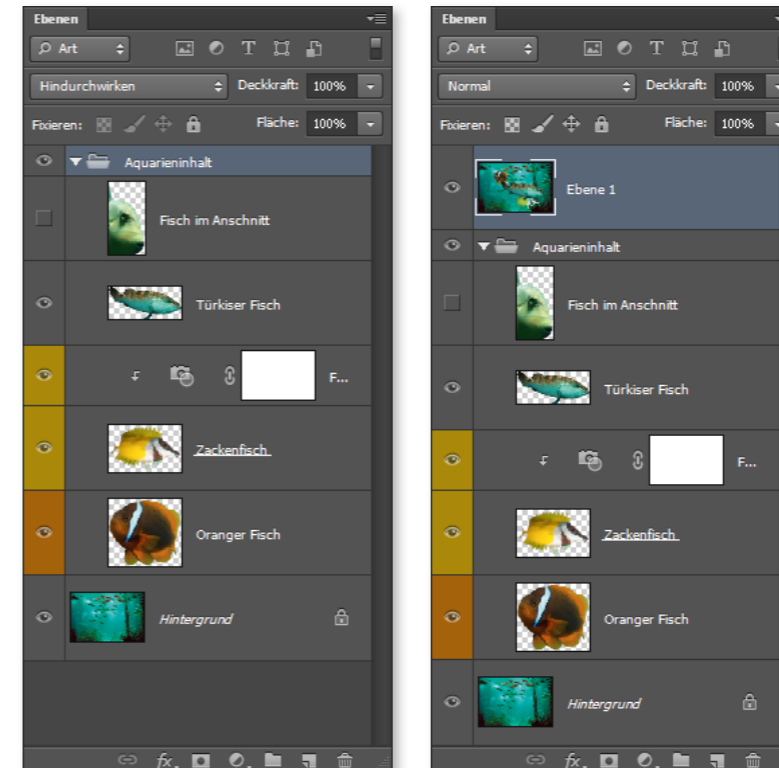 Ebenen
Art
T
Hindurchwirken Deckkraft: 100%
Fixieren: Fläche: 100%
Aquarieninhalt
Fisch im Anschnitt
Türkiser Fisch
F...
Zackenfisch
Oranger Fisch
Hintergrund
fx.
Ebenen
Art
T
Normal Deckkraft: 100%
Fixieren: Fläche: 100%
Ebene 1
Aquarieninhalt
Fisch im Anschnitt
Türkiser Fisch
F...
Zackenfisch
Oranger Fisch
Hintergrund
fx.